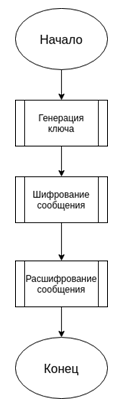 Начало
Генерация
ключа
Шифрование
сообщения
Расшифрование
сообщения
Конец